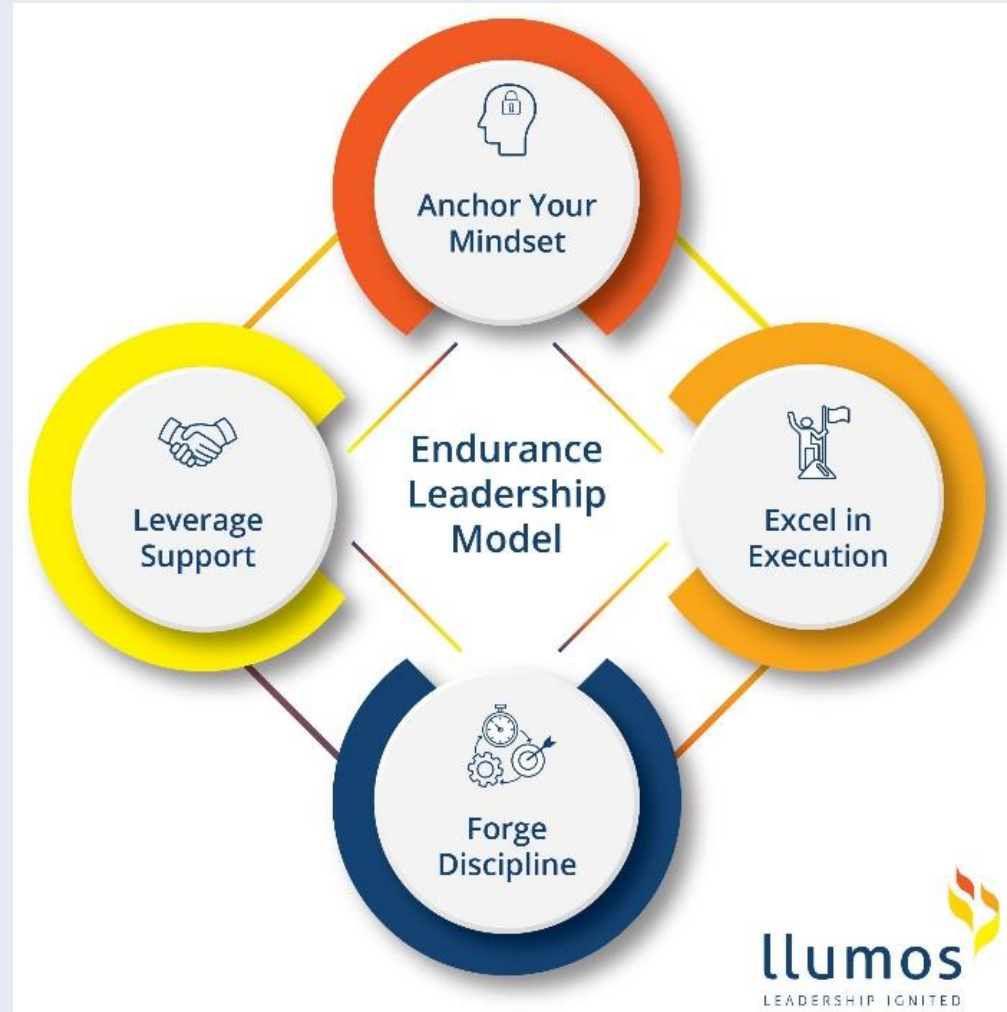 Anchor Your
Mindset
Leverage
Support
Endurance
Leadership
Model
Excel in
Execution
Forge
Discipline
llumos
LEADERSHIP IGNITED